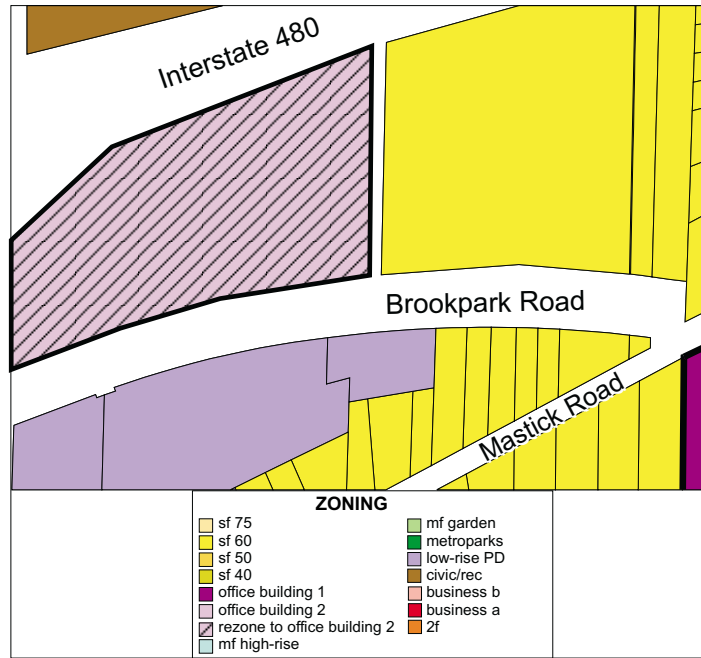 Interstate 480
Brookpark Road
Mastick Road
ZONING
sf 75
sf 60
sf 50
sf 40
office building 1
office building 2
rezone to office building 2
mf high-rise
mf garden
metroparks
low-rise PD
civic/rec
business b
business a
2f